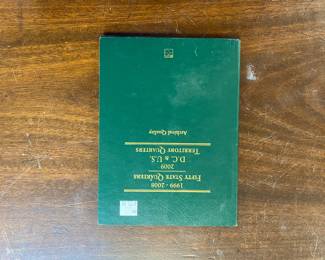 1999 - 2008
FIFTY STATE QUARTERS
2009
D.C. & U.S.
TERRITORY QUARTERS
Archival Quality